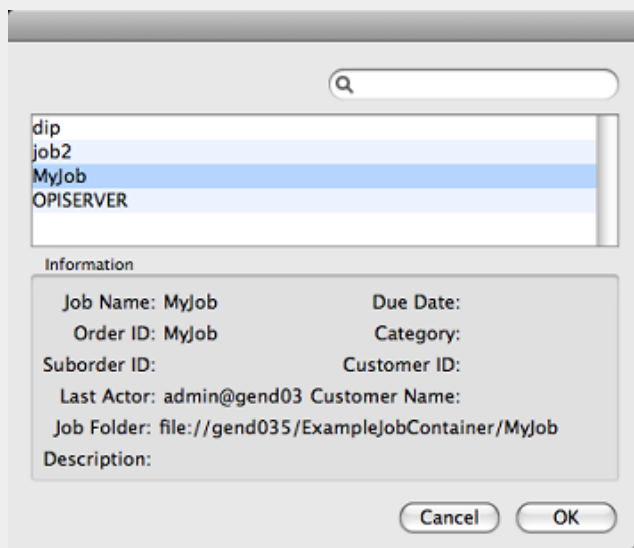 dip
job2
MyJob
OPISERVER
Information
Job Name: MyJob Due Date:
Order ID: MyJob Category:
Suborder ID: Customer ID:
Last Actor: admin@gend03 Customer Name:
Job Folder: file://gend035/ExampleJobContainer/MyJob
Description:
Cancel OK